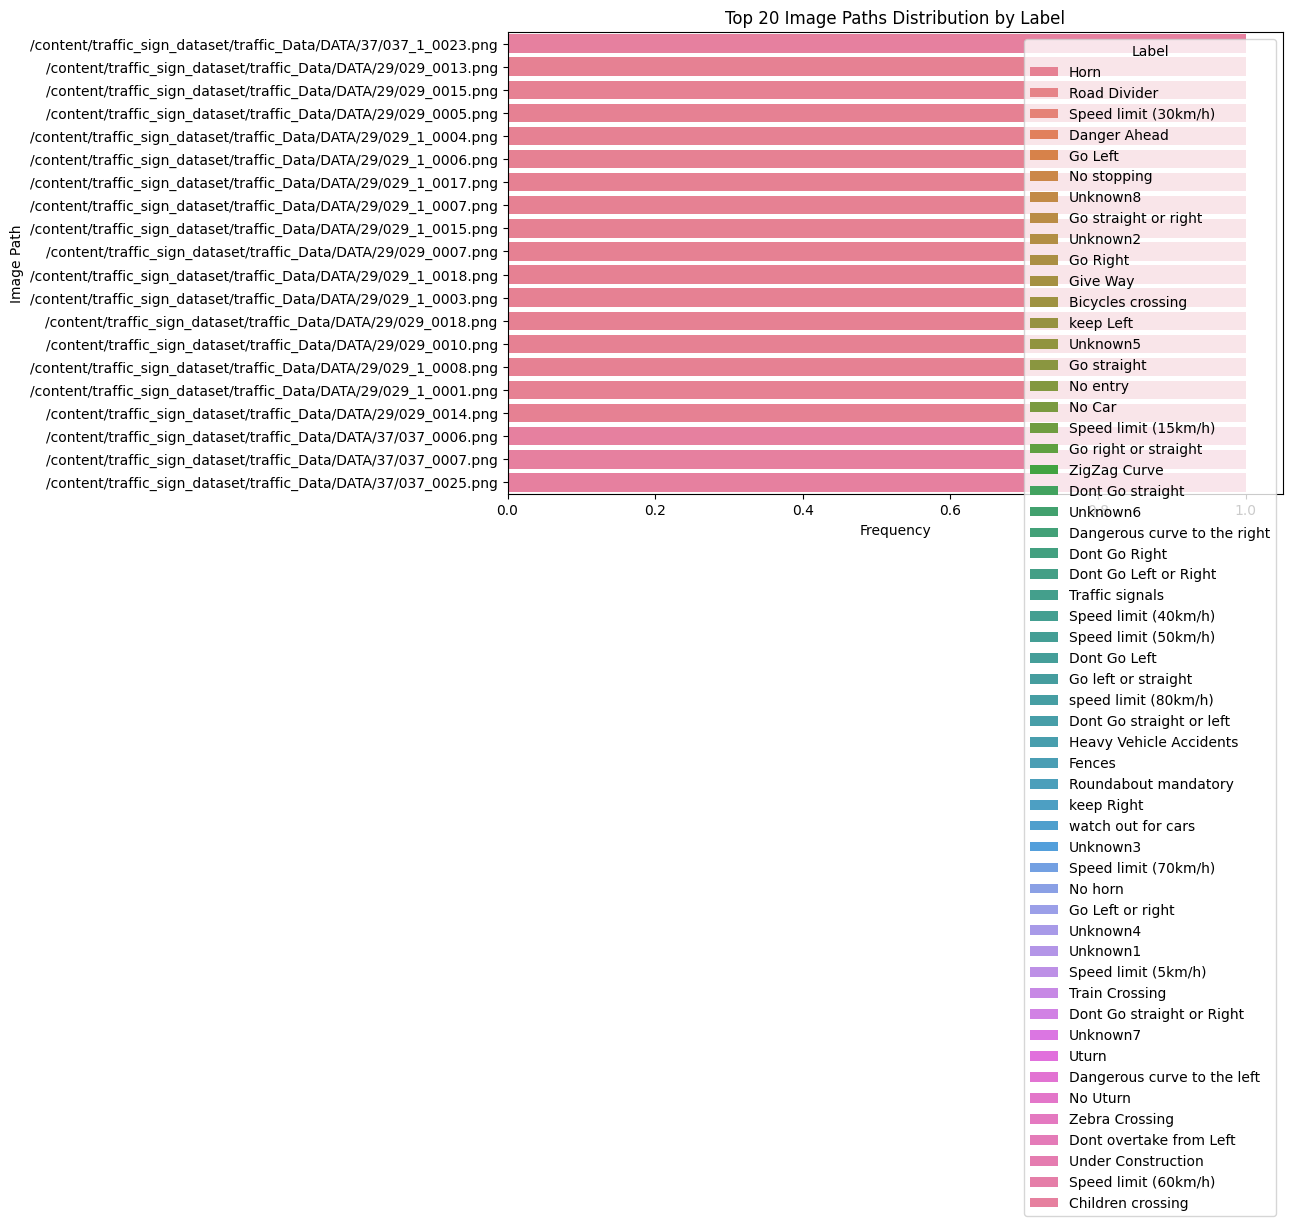 Top 20 Image Paths Distribution by Label
Image Path
/content/traffic_sign_dataset/traffic_Data/DATA/37/037_1_0023.png
/content/traffic_sign_dataset/traffic_Data/DATA/29/029_0013.png
/content/traffic_sign_dataset/traffic_Data/DATA/29/029_0015.png
/content/traffic_sign_dataset/traffic_Data/DATA/29/029_0005.png
/content/traffic_sign_dataset/traffic_Data/DATA/29/029_1_0004.png
/content/traffic_sign_dataset/traffic_Data/DATA/29/029_1_0006.png
/content/traffic_sign_dataset/traffic_Data/DATA/29/029_1_0017.png
/content/traffic_sign_dataset/traffic_Data/DATA/29/029_1_0007.png
/content/traffic_sign_dataset/traffic_Data/DATA/29/029_1_0015.png
/content/traffic_sign_dataset/traffic_Data/DATA/29/029_0007.png
/content/traffic_sign_dataset/traffic_Data/DATA/29/029_1_0018.png
/content/traffic_sign_dataset/traffic_Data/DATA/29/029_1_0003.png
/content/traffic_sign_dataset/traffic_Data/DATA/29/029_0018.png
/content/traffic_sign_dataset/traffic_Data/DATA/29/029_0010.png
/content/traffic_sign_dataset/traffic_Data/DATA/29/029_1_0008.png
/content/traffic_sign_dataset/traffic_Data/DATA/29/029_1_0001.png
/content/traffic_sign_dataset/traffic_Data/DATA/29/029_0014.png
/content/traffic_sign_dataset/traffic_Data/DATA/37/037_0006.png
/content/traffic_sign_dataset/traffic_Data/DATA/37/037_0007.png
/content/traffic_sign_dataset/traffic_Data/DATA/37/037_0025.png
0.0 0.2 0.4 0.6 0.8 1.0
Frequency
Label
Horn
Road Divider
Speed limit (30km/h)
Danger Ahead
Go Left
No stopping
Unknown8
Go straight or right
Unknown2
Go Right
Give Way
Bicycles crossing
keep Left
Unknown5
Go straight
No entry
No Car
Speed limit (15km/h)
Go right or straight
ZigZag Curve
Dont Go straight
Unknown6
Dangerous curve to the right
Dont Go Right
Dont Go Left or Right
Traffic signals
Speed limit (40km/h)
Speed limit (50km/h)
Dont Go Left
Go left or straight
speed limit (80km/h)
Dont Go straight or left
Heavy Vehicle Accidents
Fences
Roundabout mandatory
keep Right
watch out for cars
Unknown3
Speed limit (70km/h)
No horn
Go Left or right
Unknown4
Unknown1
Speed limit (5km/h)
Train Crossing
Dont Go straight or Right
Unknown7
Uturn
Dangerous curve to the left
No Uturn
Zebra Crossing
Dont overtake from Left
Under Construction
Speed limit (60km/h)
Children crossing